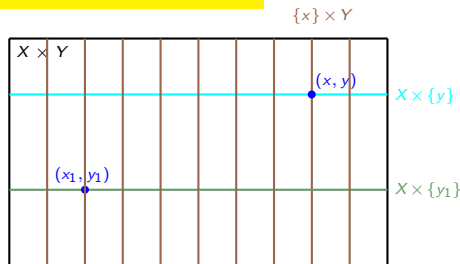 {x} × Y
X × Y
(x, y)
X × {y}
(x₁, y₁)
X × {y₁}